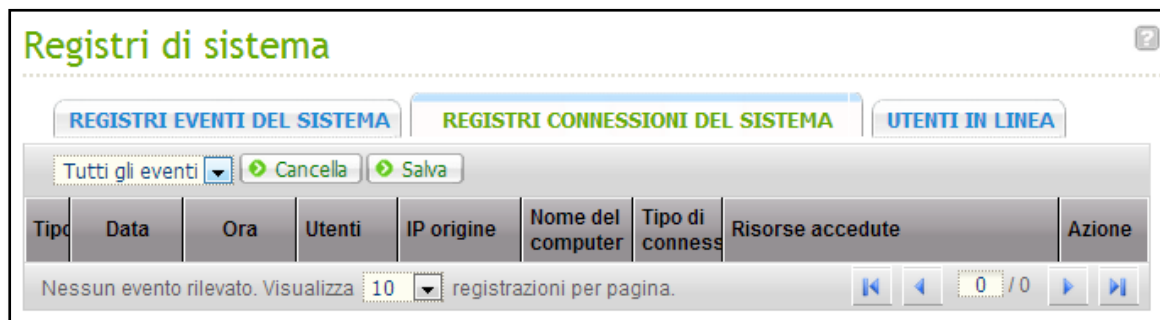 Registri di sistema ?
REGISTRI EVENTI DEL SISTEMA REGISTRI CONNESSIONI DEL SISTEMA UTENTI IN LINEA
Tutti gli eventi Cancella Salva
Tipo Data Ora Utenti IP origine Nome del computer Tipo di conness Risorse accedute Azione
Nessun evento rilevato. Visualizza 10 registrazioni per pagina. 0 / 0